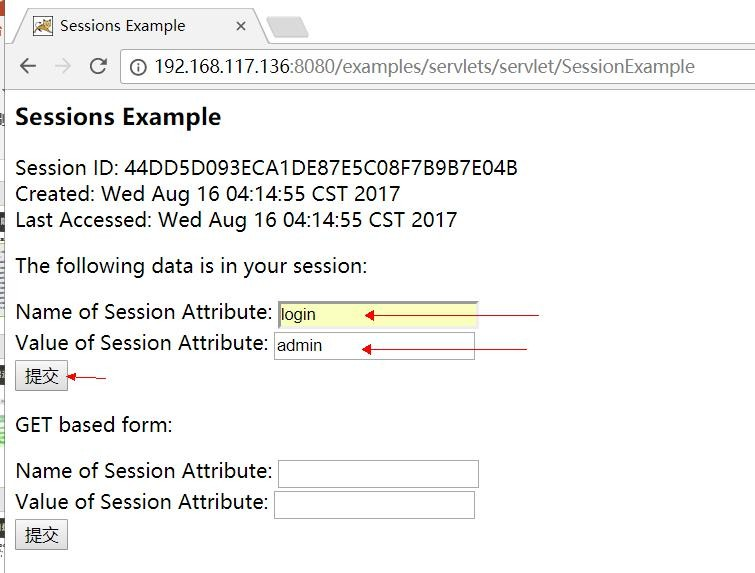 Sessions Example
192.168.117.136:8080/examples/servlets/servlet/SessionExample
Sessions Example
Session ID: 44DD5D093ECA1DE87E5C08F7B9B7E04B
Created: Wed Aug 16 04:14:55 CST 2017
Last Accessed: Wed Aug 16 04:14:55 CST 2017
The following data is in your session:
Name of Session Attribute: login
Value of Session Attribute: admin
提交
GET based form:
Name of Session Attribute:
Value of Session Attribute:
提交